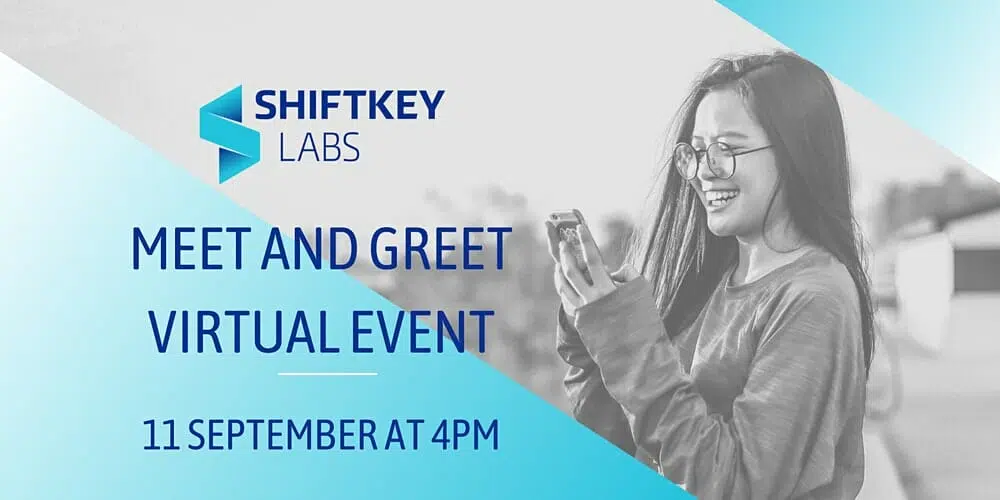 SHIFTKEY
LABS
MEET AND GREET
VIRTUAL EVENT
11 SEPTEMBER AT 4PM